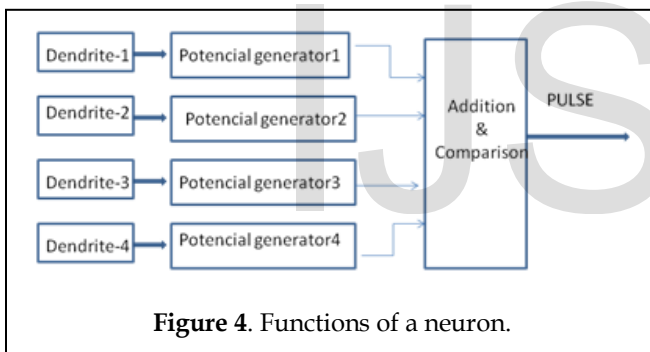 IJS
Dendrite-1 Potencial generator1
Dendrite-2 Potencial generator2
Dendrite-3 Potencial generator3
Dendrite-4 Potencial generator4
Addition
&
Comparison
PULSE
Figure 4. Functions of a neuron.